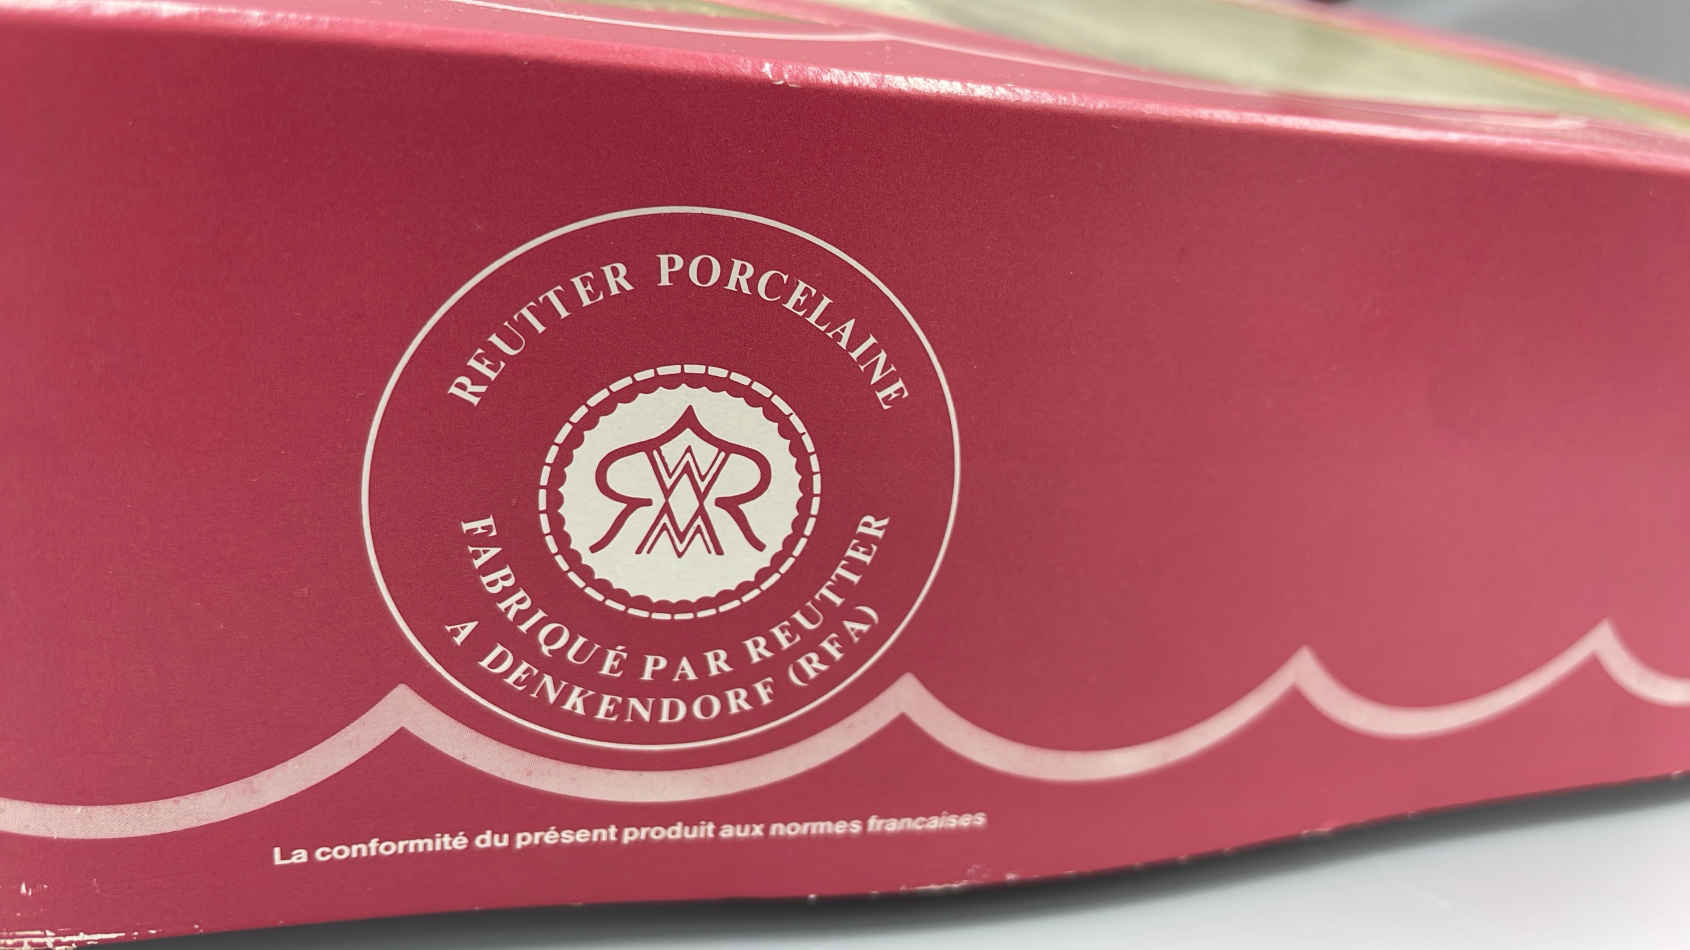 REUTTER PORCELAINE
FABRIQUÉ PAR REUTTER
A DENKENDORF (RFA)
La conformité du présent produit aux normes francaises